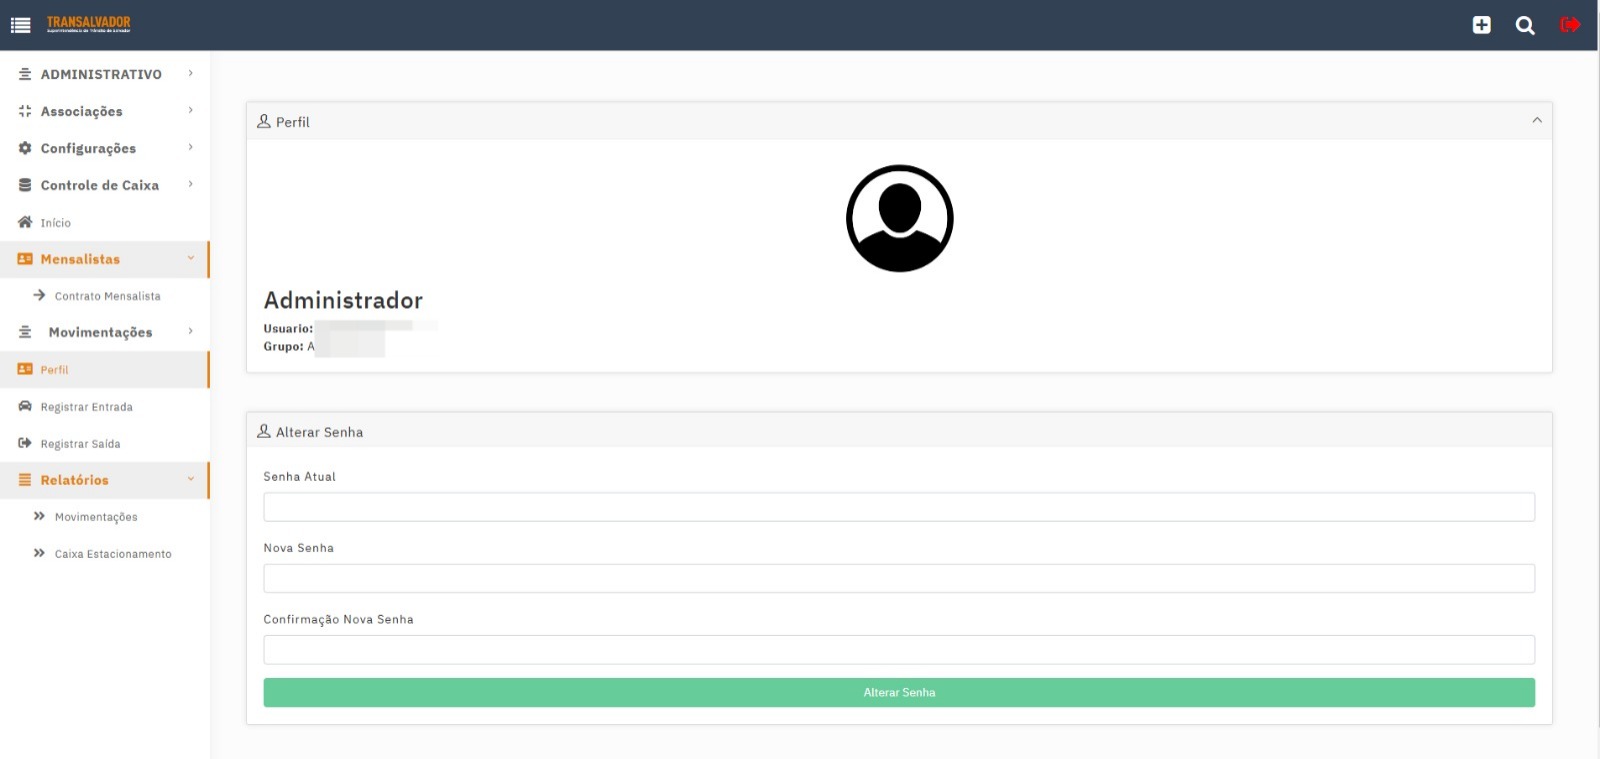 TRANSALVADOR
Superintendência de Trânsito de Salvador
ADMINISTRATIVO
Associações
Configurações
Controle de Caixa
Início
Mensalistas
Contrato Mensalista
Movimentações
Perfil
Registrar Entrada
Registrar Saída
Relatórios
Movimentações
Caixa Estacionamento
Perfil
Administrador
Usuario:
Grupo: A
Alterar Senha
Senha Atual
Nova Senha
Confirmação Nova Senha
Alterar Senha